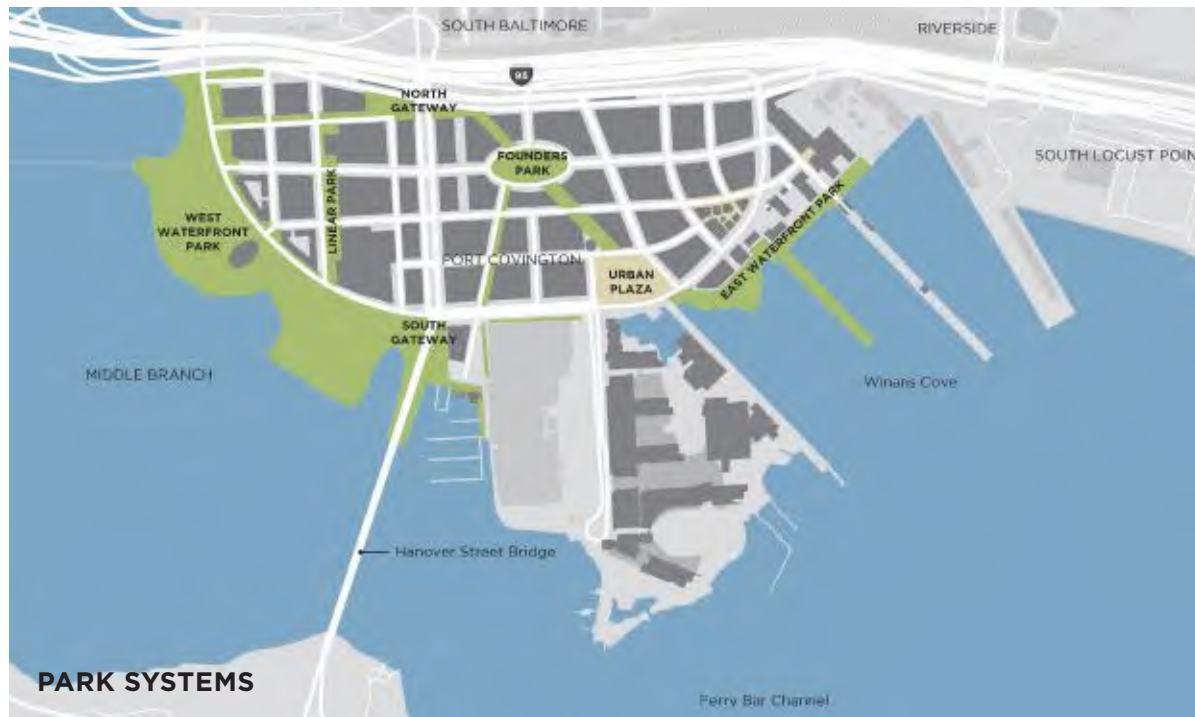 SOUTH BALTIMORE
RIVERSIDE
95
NORTH
GATEWAY
FOUNDERS
PARK
SOUTH LOCUST POIN
LINEAR PARK
WEST
WATERFRONT
PARK
EAST WATERFRONT PARK
PORT COVINGTON
URBAN
PLAZA
SOUTH
GATEWAY
MIDDLE BRANCH
Winans Cove
Hanover Street Bridge
PARK SYSTEMS
Ferry Bar Channel